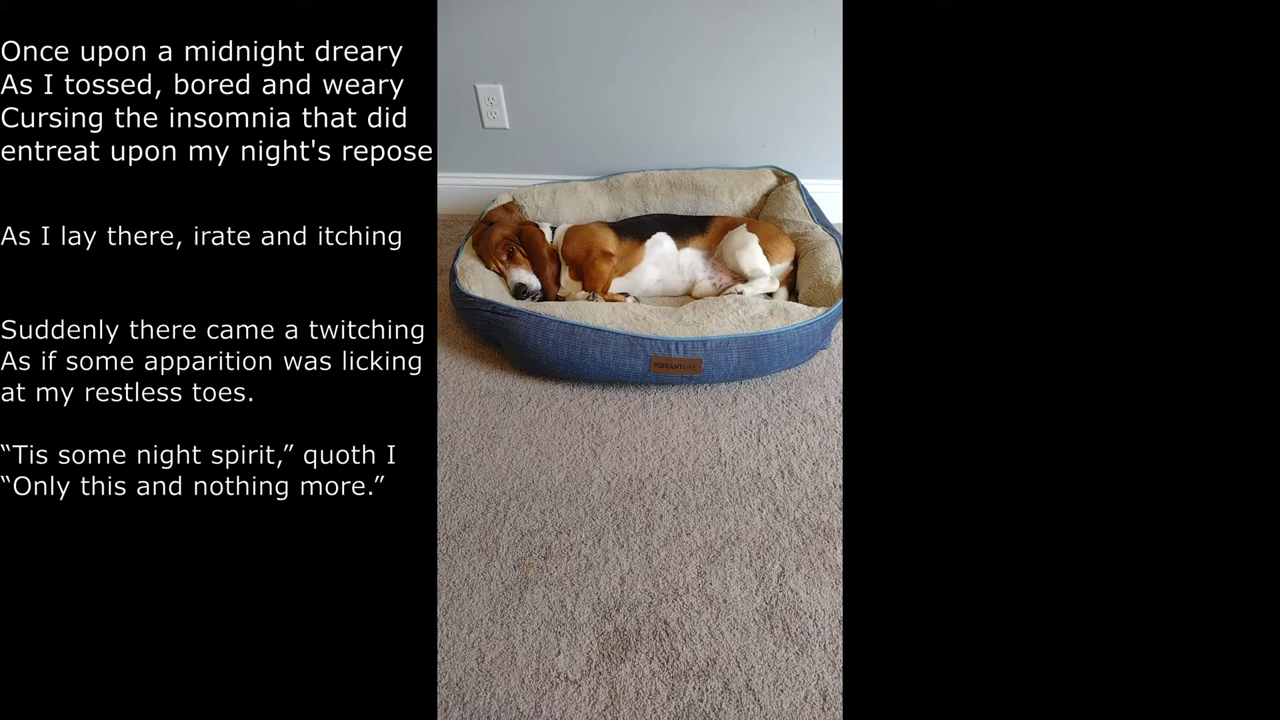 Once upon a midnight dreary
As I tossed, bored and weary
Cursing the insomnia that did
entreat upon my night's repose
As I lay there, irate and itching
Suddenly there came a twitching
As if some apparition was licking
at my restless toes.
“Tis some night spirit,” quoth I
“Only this and nothing more.”
VIBRANT LIFE